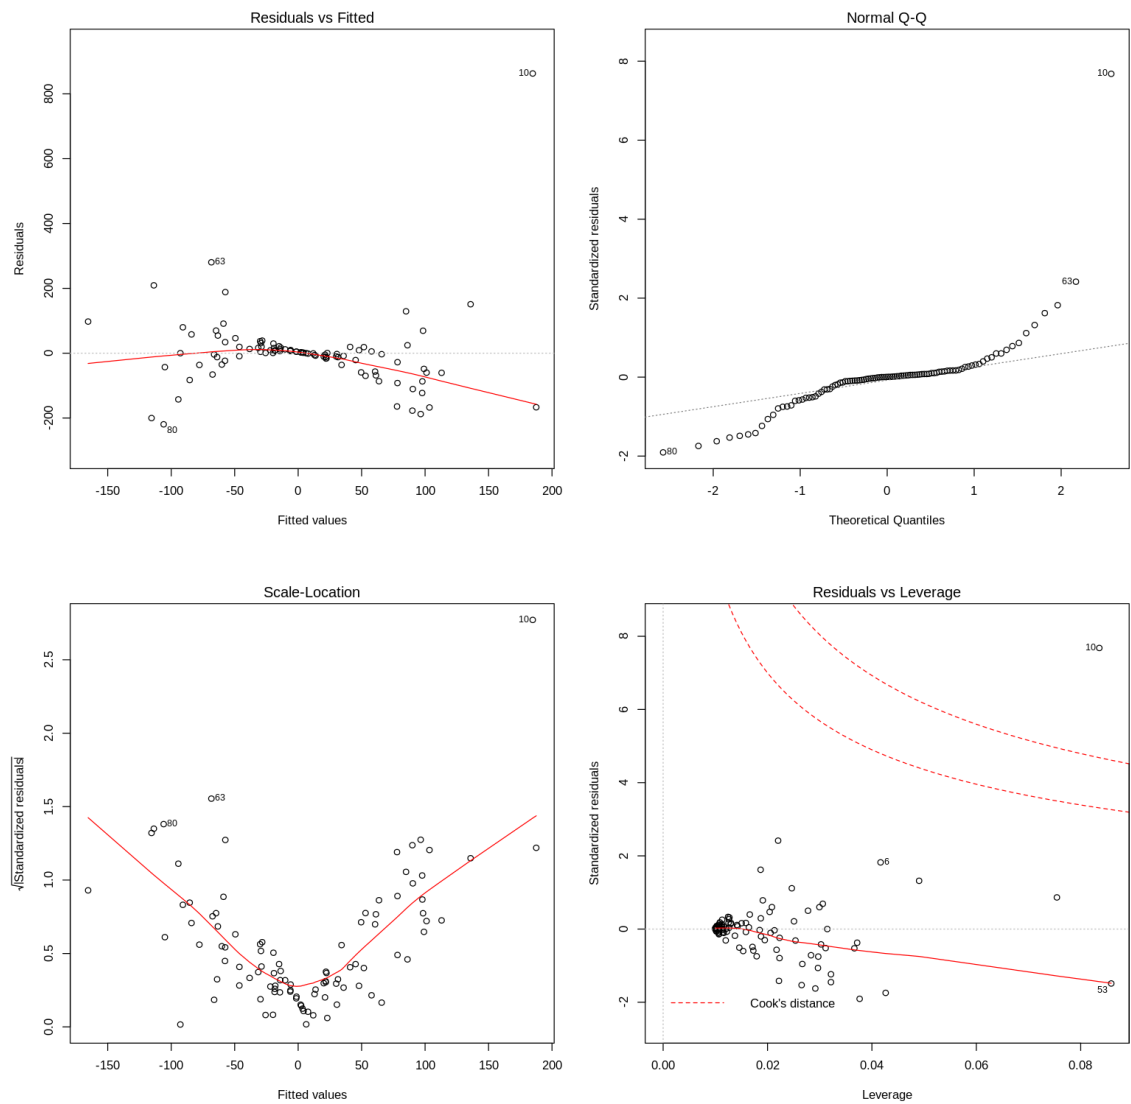 Residuals vs Fitted
Residuals
800
600
400
200
0
-200
10
63
80
-150 -100 -50 0 50 100 150 200
Fitted values
Normal Q-Q
Standardized residuals
8
6
4
2
0
-2
10
63
80
-2 -1 0 1 2
Theoretical Quantiles
Scale-Location
√|Standardized residuals|
2.5
2.0
1.5
1.0
0.5
0.0
10
63
80
-150 -100 -50 0 50 100 150 200
Fitted values
Residuals vs Leverage
Standardized residuals
8
6
4
2
0
-2
10
6
53
Cook's distance
0.00 0.02 0.04 0.06 0.08
Leverage